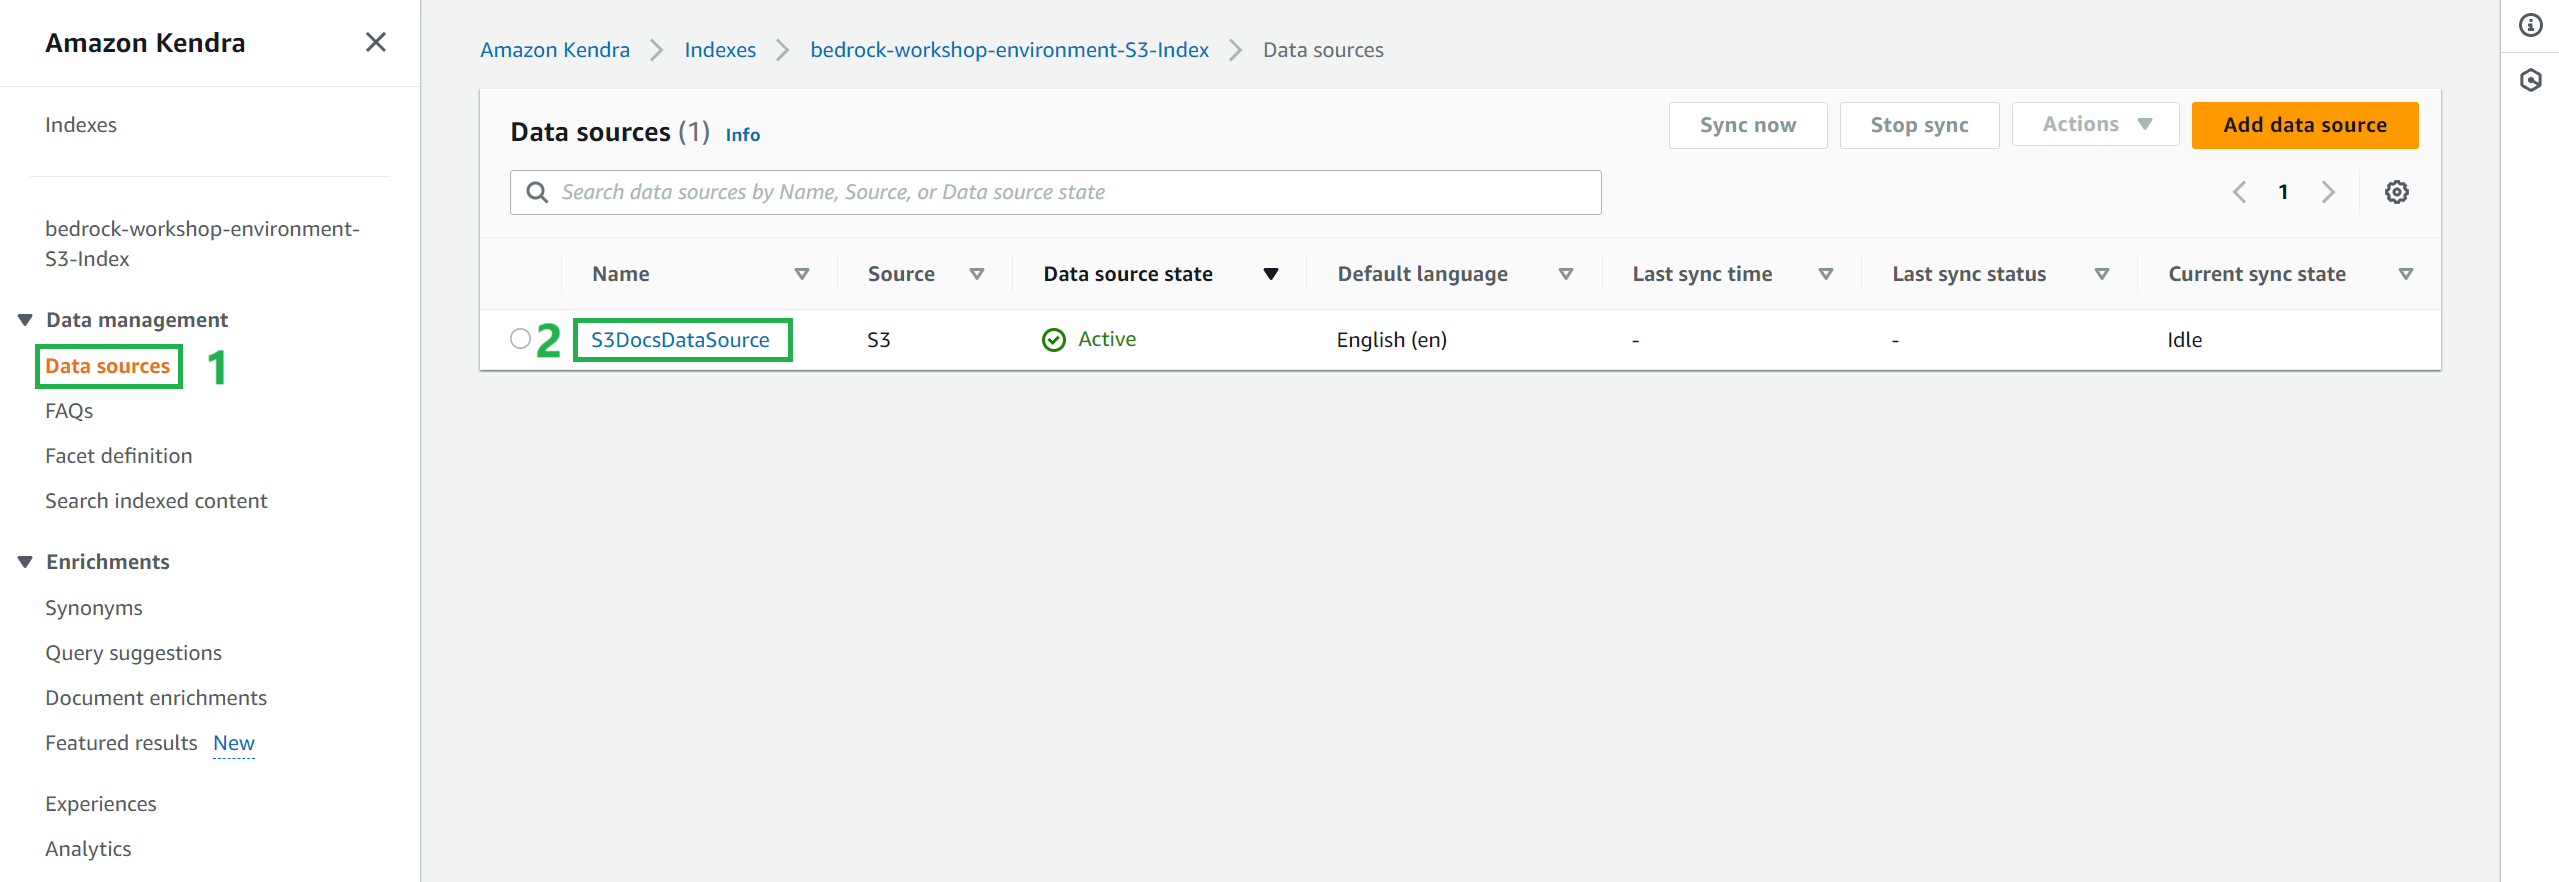 Amazon Kendra
Indexes
bedrock-workshop-environment-
S3-Index
Data management
Data sources 1
FAQs
Facet definition
Search indexed content
Enrichments
Synonyms
Query suggestions
Document enrichments
Featured results New
Experiences
Analytics
Amazon Kendra Indexes bedrock-workshop-environment-S3-Index Data sources
Data sources (1) Info
Sync now Stop sync Actions Add data source
Search data sources by Name, Source, or Data source state
1
Name Source Data source state Default language Last sync time Last sync status Current sync state
2 S3DocsDataSource S3 Active English (en) - - Idle